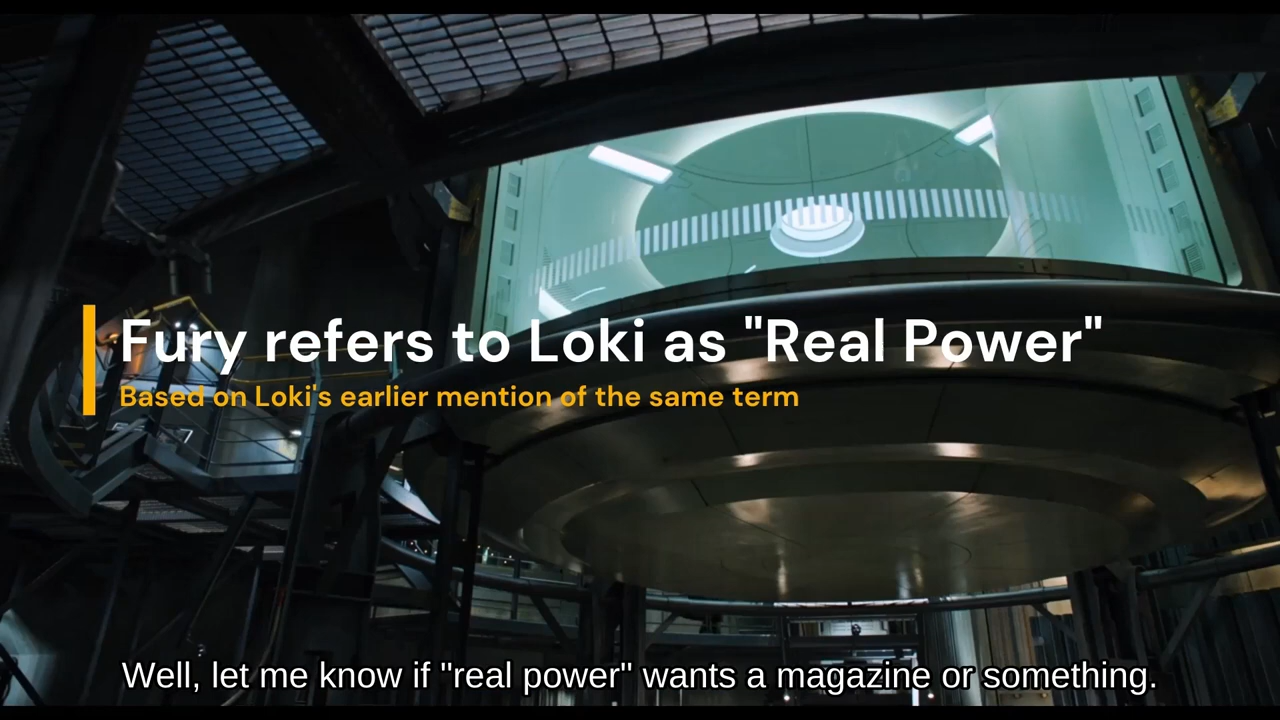 Fury refers to Loki as "Real Power"
Based on Loki's earlier mention of the same term
Well, let me know if "real power" wants a magazine or something.